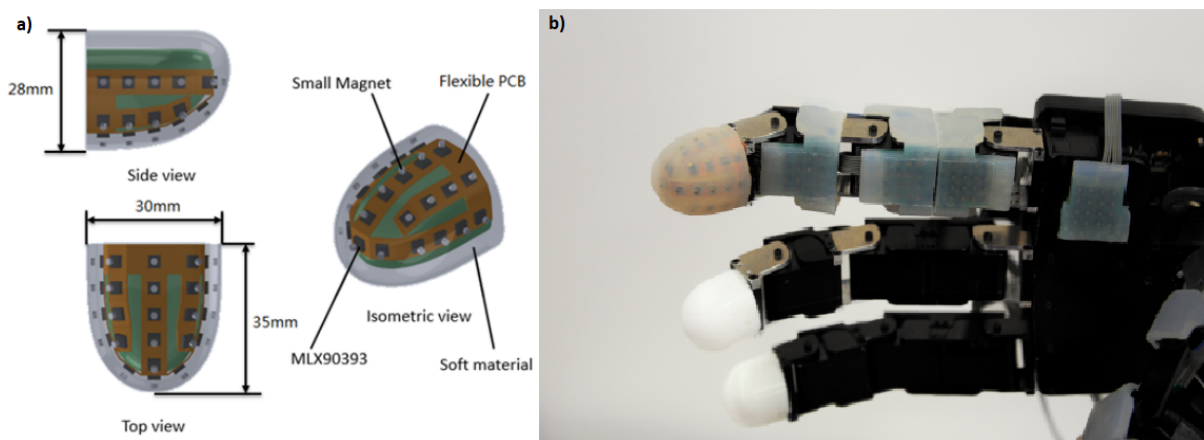 a)
28mm
Side view
30mm
35mm
Top view
Small Magnet
Flexible PCB
Isometric view
MLX90393
Soft material
b)